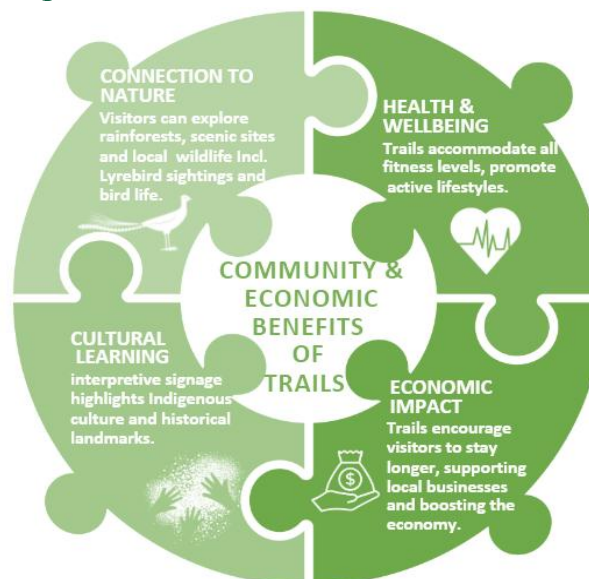 CONNECTION TO
NATURE
Visitors can explore
rainforests, scenic sites
and local wildlife Incl.
Lyrebird sightings and
bird life.
HEALTH &
WELLBEING
Trails accommodate all
fitness levels, promote
active lifestyles.
COMMUNITY &
ECONOMIC
BENEFITS
OF
TRAILS
CULTURAL
LEARNING
interpretive signage
highlights Indigenous
culture and historical
landmarks.
ECONOMIC
IMPACT
Trails encourage
visitors to stay
longer, supporting
local businesses
and boosting the
economy.
$